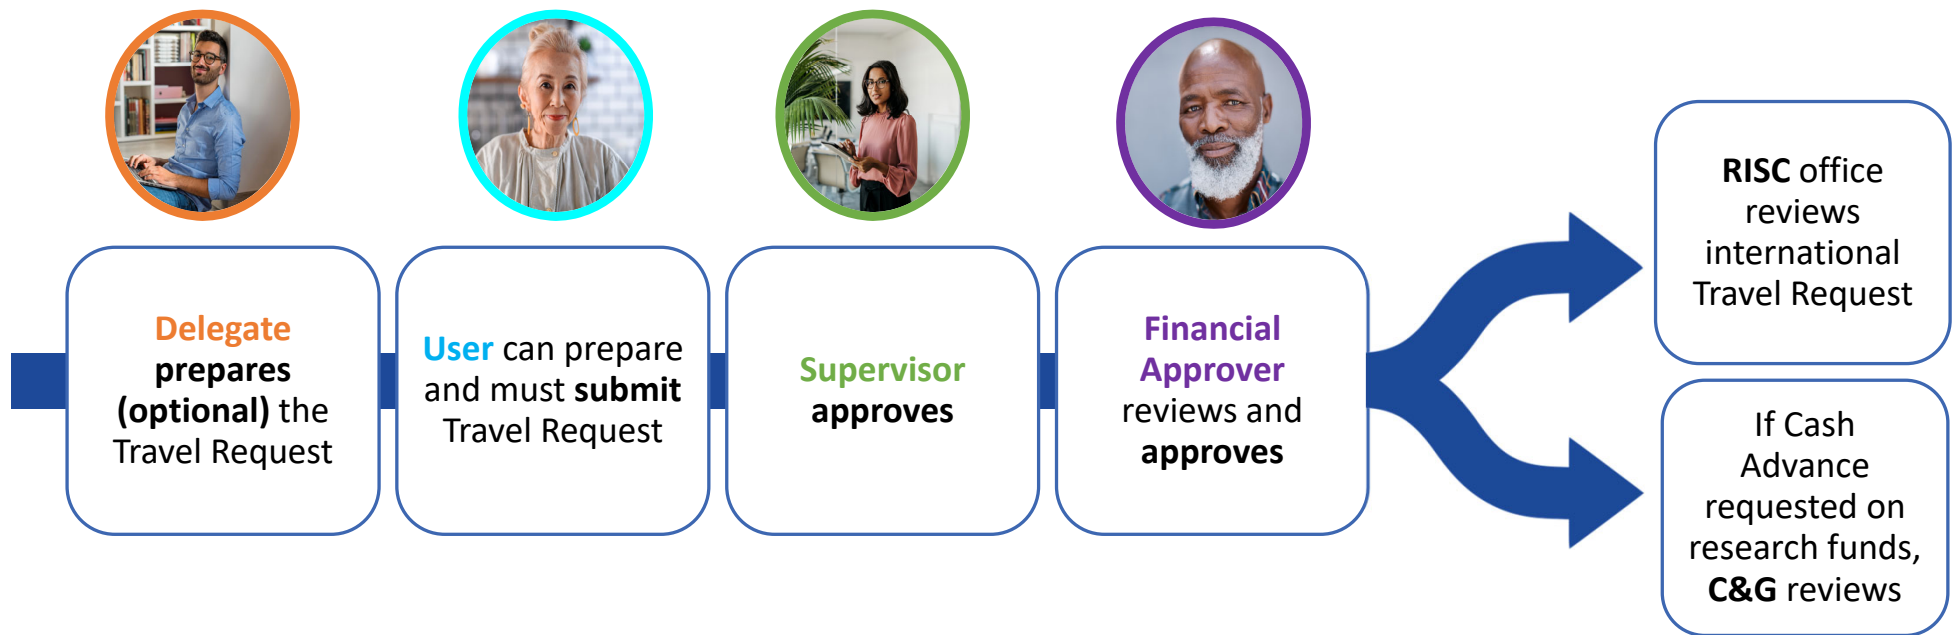 Delegate
prepares
(optional) the
Travel Request
User can prepare
and must submit
Travel Request
Supervisor
approves
Financial
Approver
reviews and
approves
RISC office
reviews
international
Travel Request
If Cash
Advance
requested on
research funds,
C&G reviews